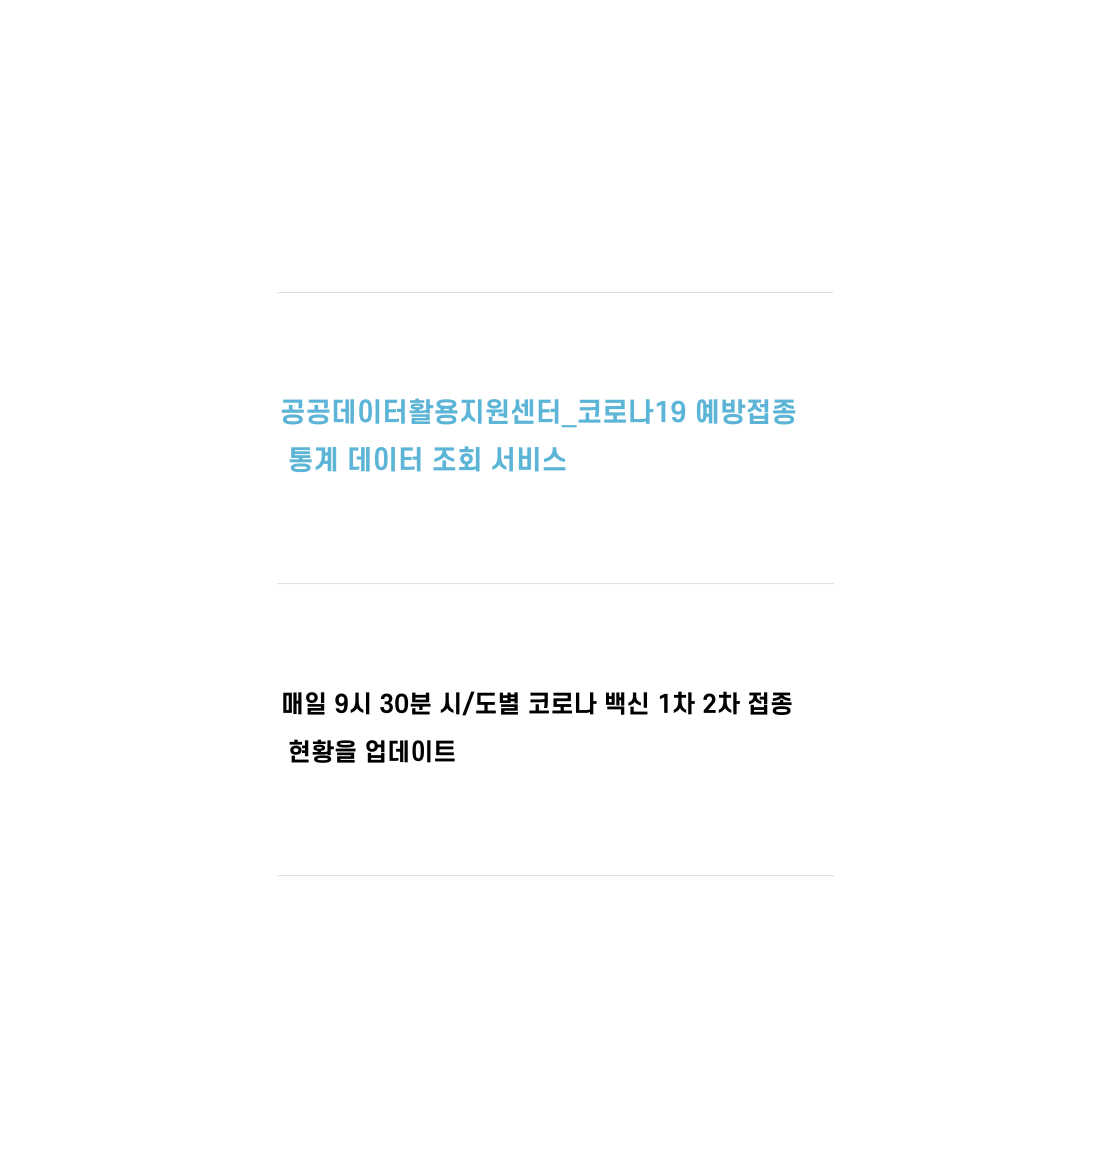 공공데이터활용지원센터_코로나19 예방접종
통계 데이터 조회 서비스
매일 9시 30분 시/도별 코로나 백신 1차 2차 접종
현황을 업데이트